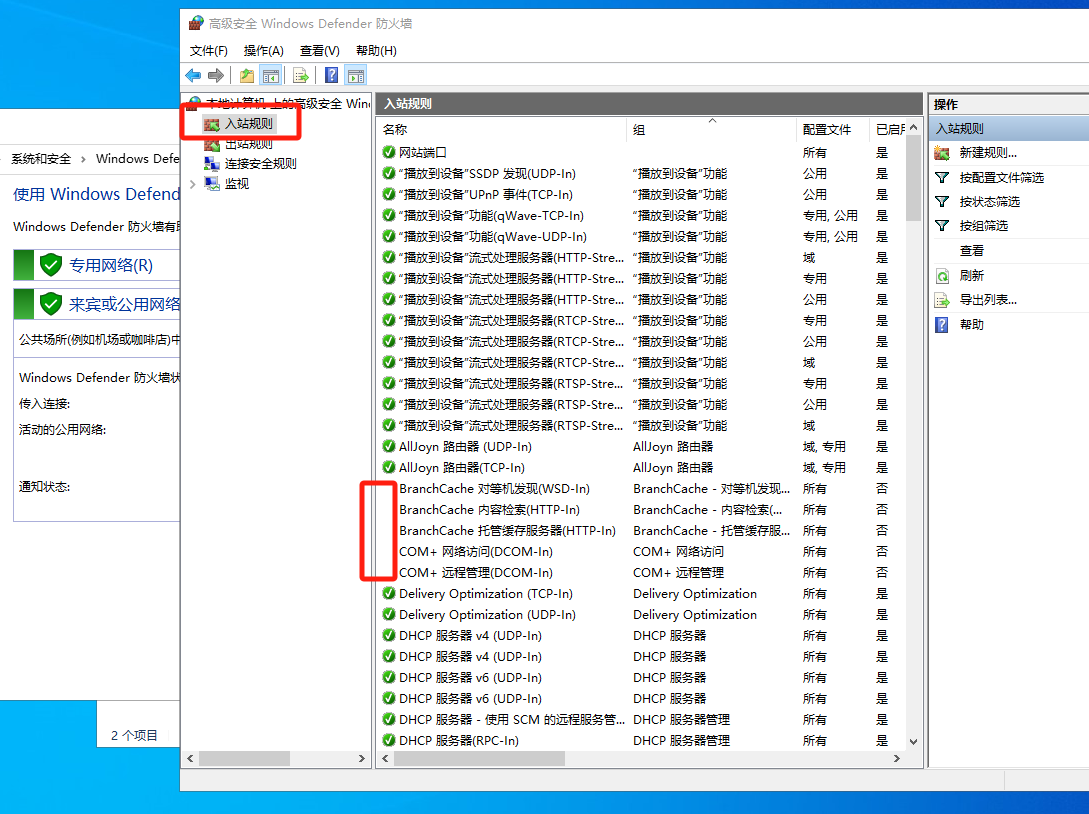 高级安全 Windows Defender 防火墙
文件(F) 操作(A) 查看(V) 帮助(H)
系统和安全 › Windows Defe
使用 Windows Defend
Windows Defender 防火墙有
专用网络(R)
来宾或公用网络
公共场所(例如机场或咖啡店)中
Windows Defender 防火墙状
传入连接:
活动的公用网络:
通知状态:
2 个项目
本地计算机 上的高级安全 Win
入站规则
出站规则
连接安全规则
监视
入站规则
名称 组 配置文件 已启用
网站端口 所有 是
“播放到设备”SSDP 发现(UDP-In) “播放到设备”功能 公用 是
“播放到设备”UPnP 事件(TCP-In) “播放到设备”功能 公用 是
“播放到设备”功能(qWave-TCP-In) “播放到设备”功能 专用, 公用 是
“播放到设备”功能(qWave-UDP-In) “播放到设备”功能 专用, 公用 是
“播放到设备”流式处理服务器(HTTP-Stre... “播放到设备”功能 域 是
“播放到设备”流式处理服务器(HTTP-Stre... “播放到设备”功能 专用 是
“播放到设备”流式处理服务器(HTTP-Stre... “播放到设备”功能 公用 是
“播放到设备”流式处理服务器(RTCP-Stre... “播放到设备”功能 专用 是
“播放到设备”流式处理服务器(RTCP-Stre... “播放到设备”功能 公用 是
“播放到设备”流式处理服务器(RTCP-Stre... “播放到设备”功能 域 是
“播放到设备”流式处理服务器(RTSP-Stre... “播放到设备”功能 专用 是
“播放到设备”流式处理服务器(RTSP-Stre... “播放到设备”功能 公用 是
“播放到设备”流式处理服务器(RTSP-Stre... “播放到设备”功能 域 是
AllJoyn 路由器 (UDP-In) AllJoyn 路由器 域, 专用 是
AllJoyn 路由器(TCP-In) AllJoyn 路由器 域, 专用 是
BranchCache 对等机发现(WSD-In) BranchCache - 对等机发现... 所有 否
BranchCache 内容检索(HTTP-In) BranchCache - 内容检索(... 所有 否
BranchCache 托管缓存服务器(HTTP-In) BranchCache - 托管缓存服... 所有 否
COM+ 网络访问(DCOM-In) COM+ 网络访问 所有 否
COM+ 远程管理(DCOM-In) COM+ 远程管理 所有 否
Delivery Optimization (TCP-In) Delivery Optimization 所有 是
Delivery Optimization (UDP-In) Delivery Optimization 所有 是
DHCP 服务器 v4 (UDP-In) DHCP 服务器 所有 是
DHCP 服务器 v4 (UDP-In) DHCP 服务器 所有 是
DHCP 服务器 v6 (UDP-In) DHCP 服务器 所有 是
DHCP 服务器 v6 (UDP-In) DHCP 服务器 所有 是
DHCP 服务器 - 使用 SCM 的远程服务管... DHCP 服务器管理 所有 是
DHCP 服务器(RPC-In) DHCP 服务器管理 所有 是
操作
入站规则
新建规则...
按配置文件筛选
按状态筛选
按组筛选
查看
刷新
导出列表...
帮助